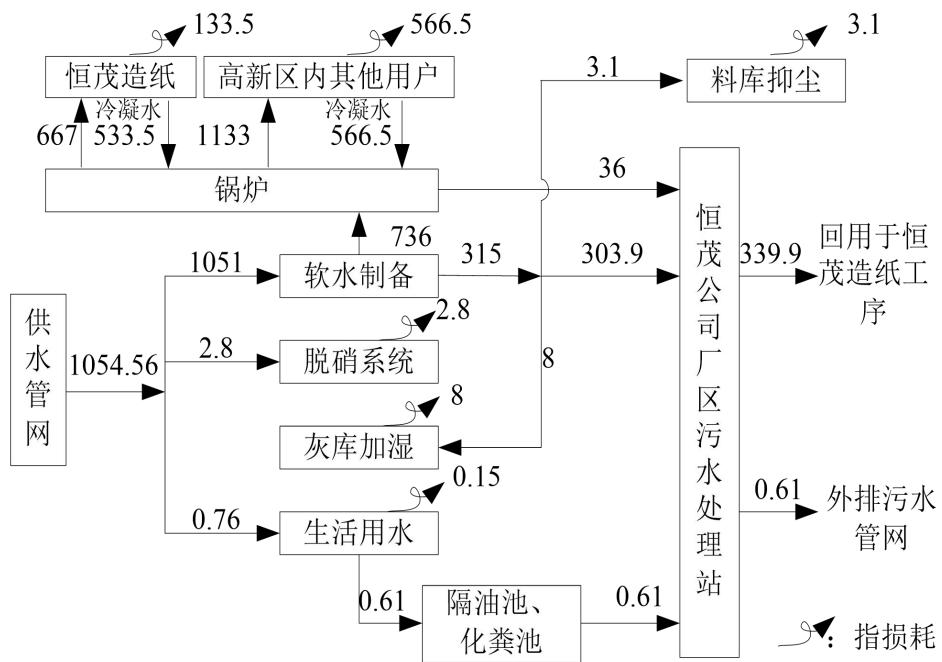 133.5
566.5
3.1
恒茂造纸
高新区内其他用户
3.1
料库抑尘
冷凝水
冷凝水
667
533.5
1133
566.5
锅炉
36
736
1051
软水制备
315
303.9
339.9
回用于恒
茂造纸工
序
供水管网
1054.56
2.8
2.8
脱硝系统
8
8
灰库加湿
恒茂公司厂区污水处理站
0.15
0.76
生活用水
0.61
外排污水
管网
0.61
隔油池、
化粪池
0.61
：指损耗